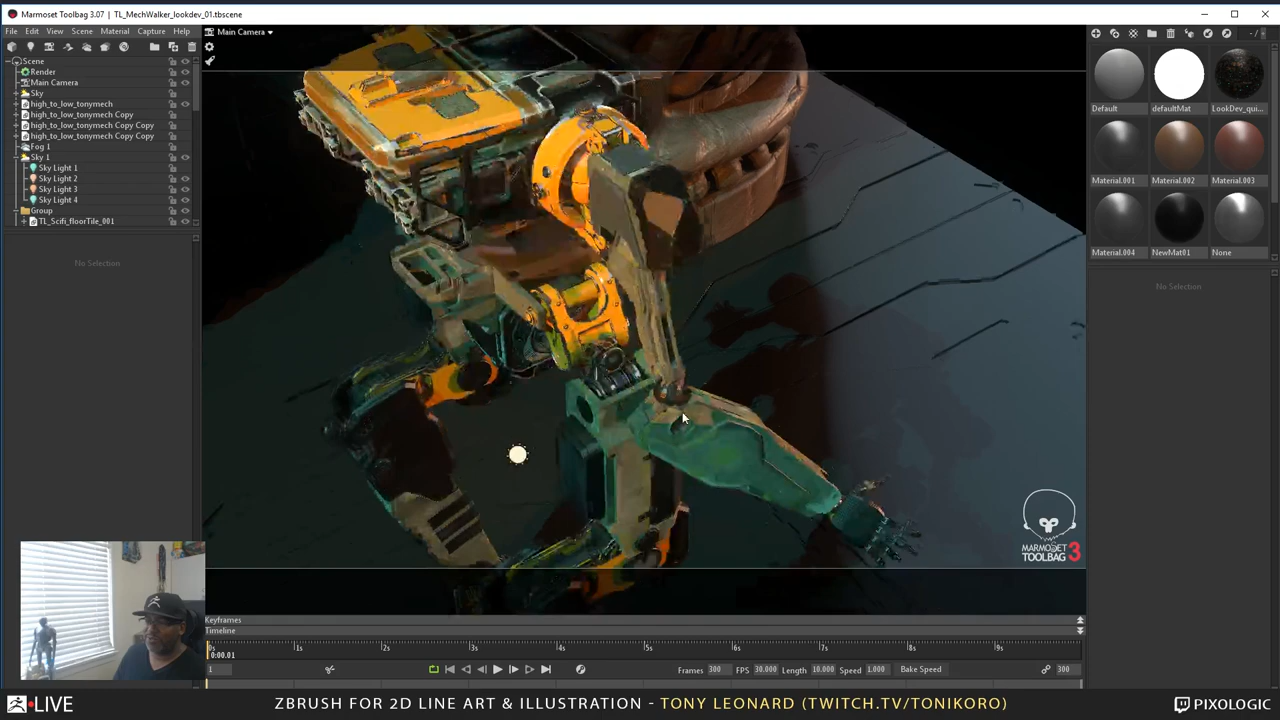 Marmoset Toolbag 3.07 | TL_MechWalker_lookdev_01.tbscene
File Edit View Scene Material Capture Help
Main Camera
Scene
Render
Main Camera
Sky
high_to_low_tonymech
high_to_low_tonymech Copy
high_to_low_tonymech Copy Copy
high_to_low_tonymech Copy Copy
Fog 1
Sky 1
Sky Light 1
Sky Light 2
Sky Light 3
Sky Light 4
Group
TL_Scifi_floorTile_001
No Selection
Default defaultMat LookDev_qui...
Material.001 Material.002 Material.003
Material.004 NewMat01 None
No Selection
MARMOSET
TOOLBAG 3
Keyframes
Timeline
0s 1s 2s 3s 4s 5s 6s 7s 8s 9s
0:00.01
1 Frames 300 FPS 30.000 Length 10.000 Speed 1.000 Bake Speed 300
LIVE ZBRUSH FOR 2D LINE ART & ILLUSTRATION - TONY LEONARD (TWITCH.TV/TONIKORO) PIXOLOGIC